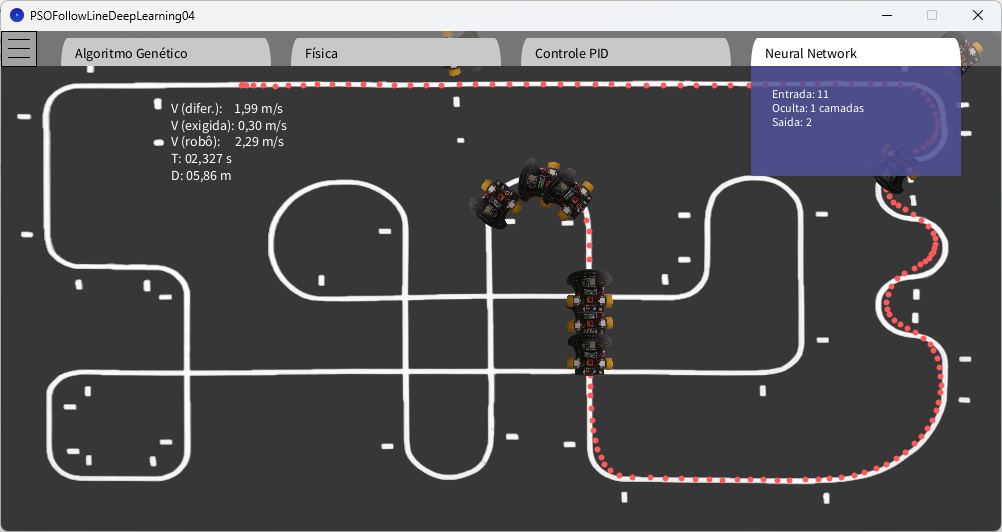 PSOFollowLineDeepLearning04
Algoritmo Genético
Física
Controle PID
Neural Network
Entrada: 11
Oculta: 1 camadas
Saida: 2
V (difer.): 1,99 m/s
V (exigida): 0,30 m/s
V (robô): 2,29 m/s
T: 02,327 s
D: 05,86 m